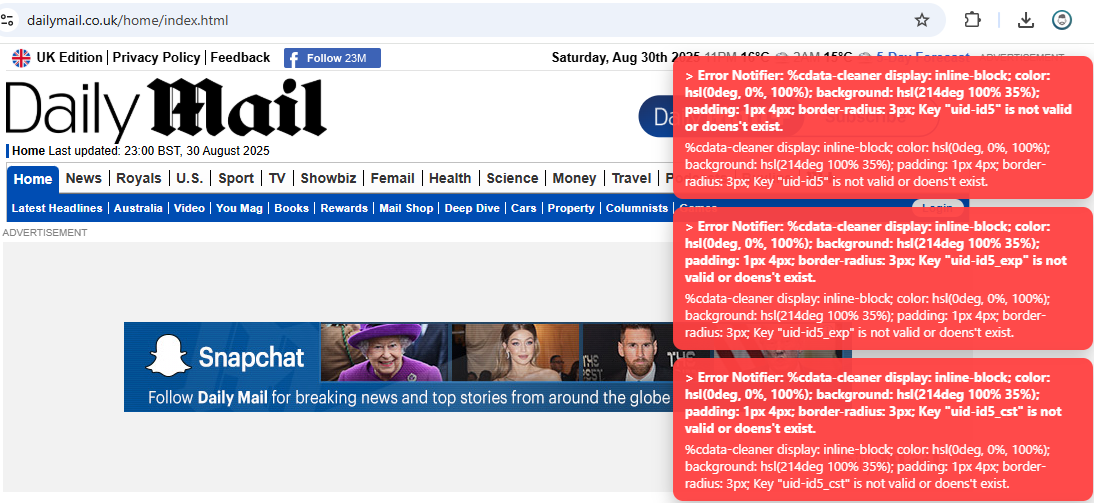 dailymail.co.uk/home/index.html
UK Edition Privacy Policy Feedback
Follow 23M
Saturday, Aug 30th 2025 11PM 16°C 2AM 15°C 5-Day Forecast
ADVERTISEMENT
Daily Mail
Home Last updated: 23:00 BST, 30 August 2025
Home News Royals U.S. Sport TV Showbiz Femail Health Science Money Travel
Latest Headlines Australia Video You Mag Books Rewards Mail Shop Deep Dive Cars Property Columnists Games
Login
ADVERTISEMENT
Snapchat
THE
BEST
THE
Follow Daily Mail for breaking news and top stories from around the globe
> Error Notifier: %cdata-cleaner display: inline-block; color:
hsl(0deg, 0%, 100%); background: hsl(214deg 100% 35%);
padding: 1px 4px; border-radius: 3px; Key "uid-id5" is not valid
or doens't exist.
%cdata-cleaner display: inline-block; color: hsl(0deg, 0%, 100%);
background: hsl(214deg 100% 35%); padding: 1px 4px; border-
radius: 3px; Key "uid-id5" is not valid or doens't exist.
> Error Notifier: %cdata-cleaner display: inline-block; color:
hsl(0deg, 0%, 100%); background: hsl(214deg 100% 35%);
padding: 1px 4px; border-radius: 3px; Key "uid-id5_exp" is not
valid or doens't exist.
%cdata-cleaner display: inline-block; color: hsl(0deg, 0%, 100%);
background: hsl(214deg 100% 35%); padding: 1px 4px; border-
radius: 3px; Key "uid-id5_exp" is not valid or doens't exist.
> Error Notifier: %cdata-cleaner display: inline-block; color:
hsl(0deg, 0%, 100%); background: hsl(214deg 100% 35%);
padding: 1px 4px; border-radius: 3px; Key "uid-id5_cst" is not
valid or doens't exist.
%cdata-cleaner display: inline-block; color: hsl(0deg, 0%, 100%);
background: hsl(214deg 100% 35%); padding: 1px 4px; border-
radius: 3px; Key "uid-id5_cst" is not valid or doens't exist.